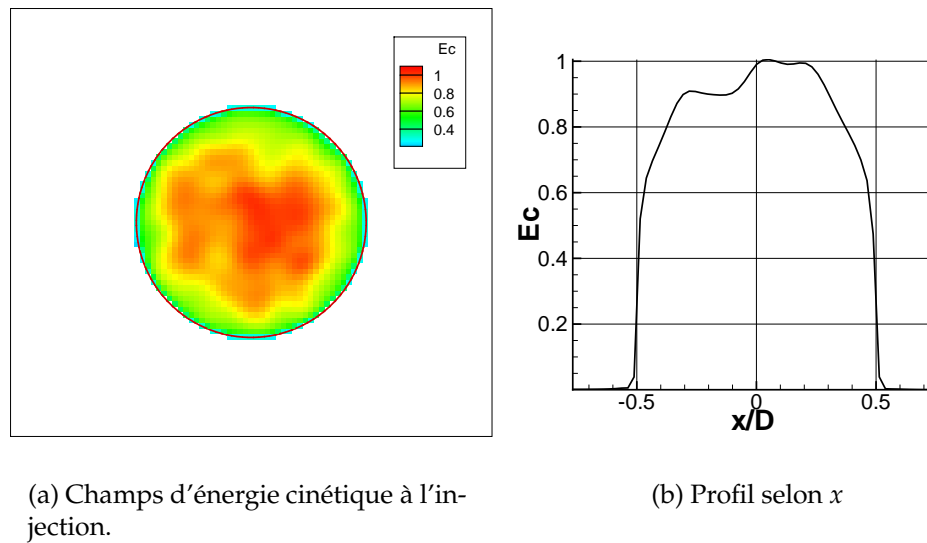 Ec
1
0.8
0.6
0.4
Ec
1
0.8
0.6
0.4
0.2
-0.5 0 0.5
x/D
(a) Champs d'énergie cinétique à l'in-
jection.
(b) Profil selon x